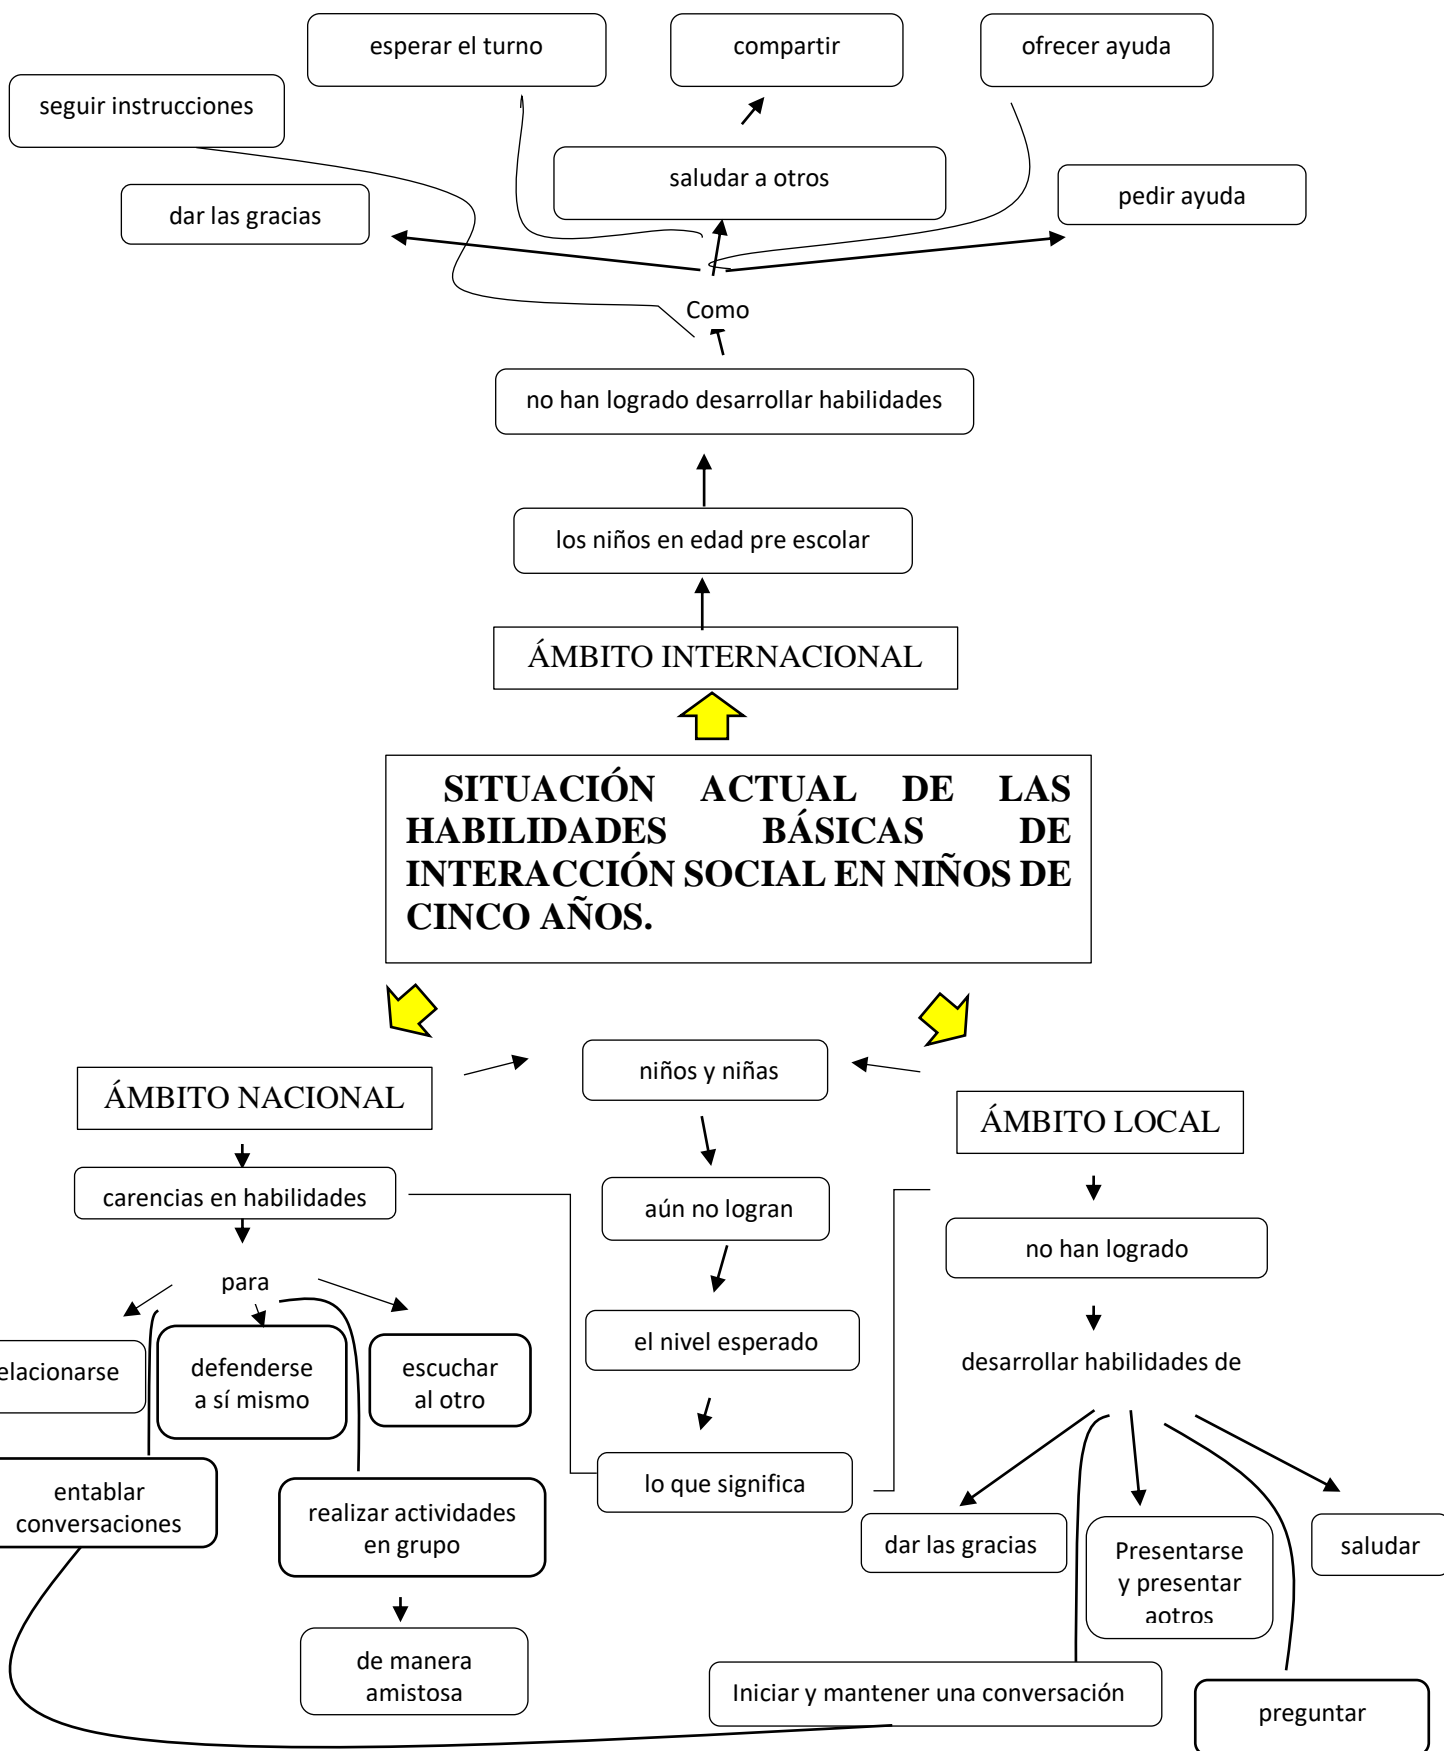 esperar el turno
compartir
ofrecer ayuda
seguir instrucciones
saludar a otros
pedir ayuda
dar las gracias
Como
no han logrado desarrollar habilidades
los niños en edad pre escolar
ÁMBITO INTERNACIONAL
SITUACIÓN ACTUAL DE LAS
HABILIDADES BÁSICAS DE
INTERACCIÓN SOCIAL EN NIÑOS DE
CINCO AÑOS.
niños y niñas
ÁMBITO NACIONAL
ÁMBITO LOCAL
carencias en habilidades
aún no logran
no han logrado
para
el nivel esperado
desarrollar habilidades de
elacionarse
defenderse
a sí mismo
escuchar
al otro
lo que significa
entablar
conversaciones
realizar actividades
en grupo
dar las gracias
Presentarse
y presentar
aotros
saludar
de manera
amistosa
Iniciar y mantener una conversación
preguntar